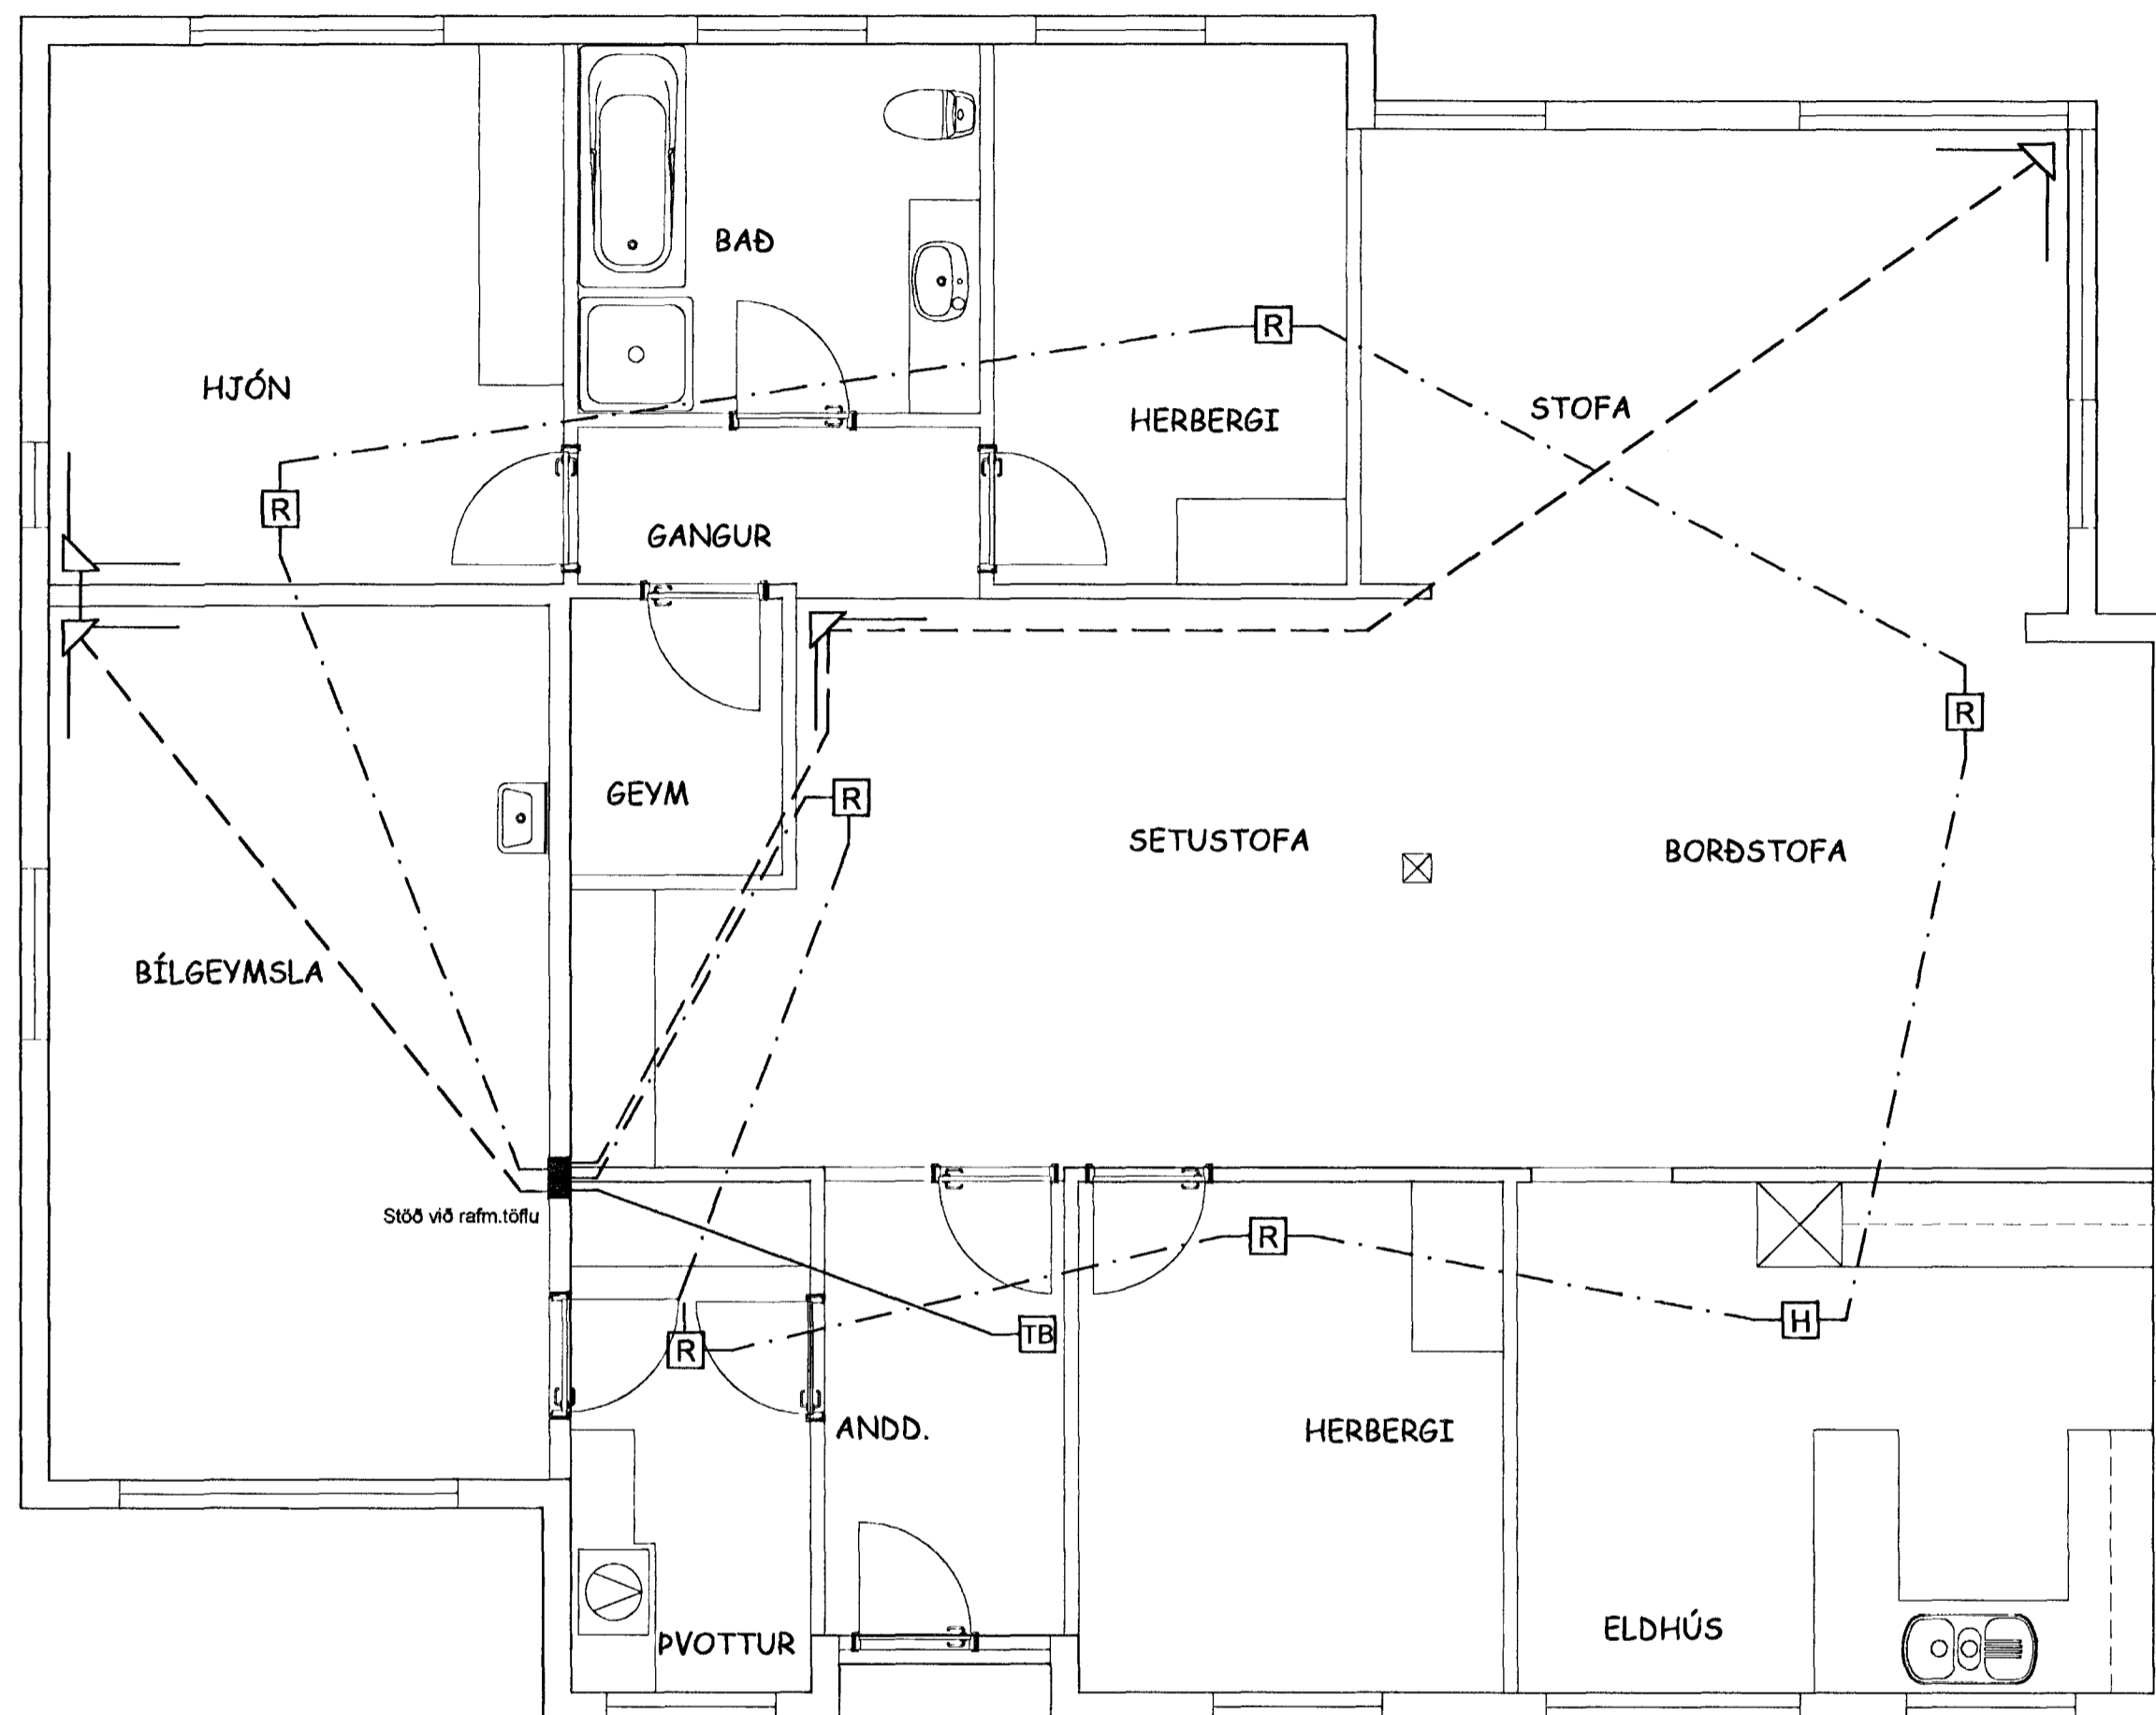 BAÐ
R
HJÓN
HERBERGI
STOFA
R
GANGUR
R
GEYM
R
SETUSTOFA
BORÐSTOFA
BÍLGEYMSLA
Stöð við rafm.töflu
R
H
TB
R
ANDD.
HERBERGI
ELDHÚS
ÞVOTTUR